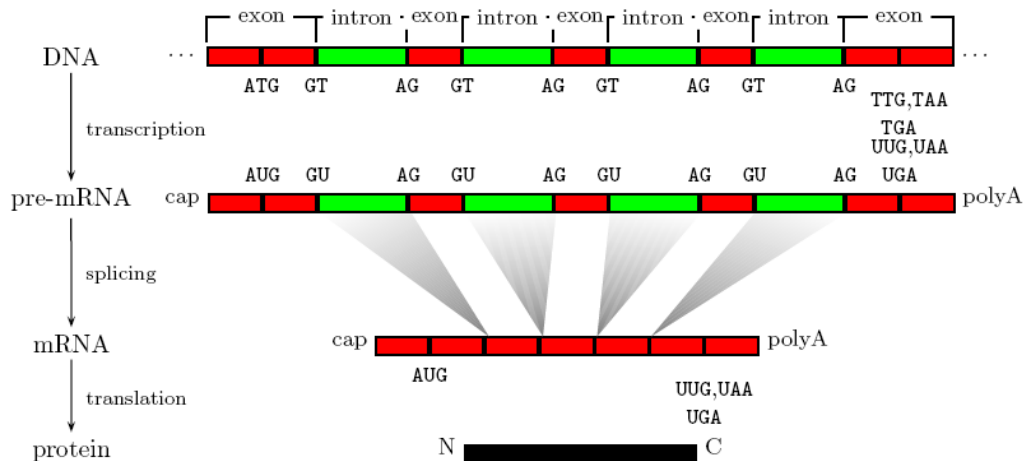 exon intron exon intron exon intron exon intron exon
DNA ... ...
ATG GT AG GT AG GT AG GT AG
TTG,TAA
transcription TGA
UUG,UAA
AUG GU AG GU AG GU AG GU AG UGA
pre-mRNA cap polyA
splicing
mRNA cap polyA
AUG
UUG,UAA
translation
UGA
protein N C